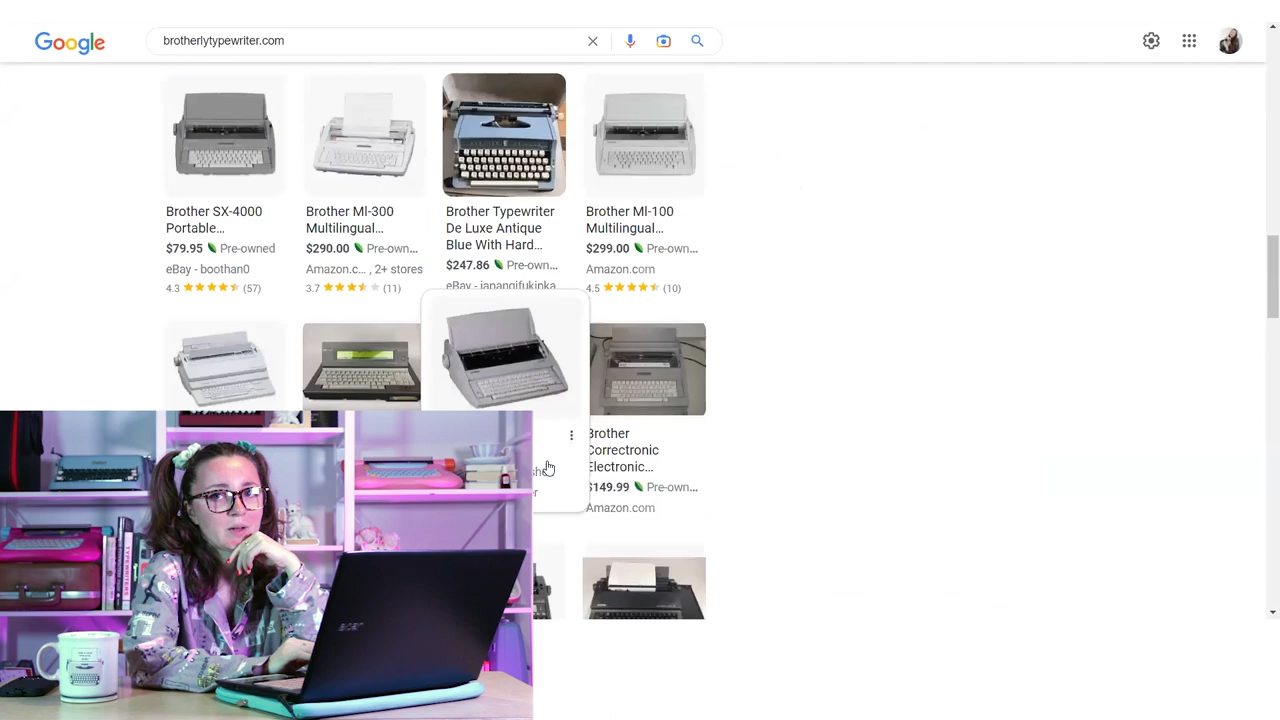 Google
brotherlytypewriter.com
Brother SX-4000
Portable...
$79.95 Pre-owned
eBay - boothan0
4.3 (57)
Brother Ml-300
Multilingual...
$290.00 Pre-own...
Amazon.c... , 2+ stores
3.7 (11)
Brother Typewriter
De Luxe Antique
Blue With Hard...
$247.86 Pre-own...
eBay - japangifukinka
Brother Ml-100
Multilingual...
$299.00 Pre-own...
Amazon.com
4.5 (10)
Brother
Correctronic
Electronic...
$149.99 Pre-own...
Amazon.com
acer